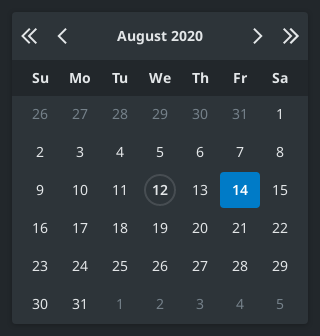 August 2020
Su Mo Tu We Th Fr Sa
26 27 28 29 30 31 1
2 3 4 5 6 7 8
9 10 11 12 13 14 15
16 17 18 19 20 21 22
23 24 25 26 27 28 29
30 31 1 2 3 4 5